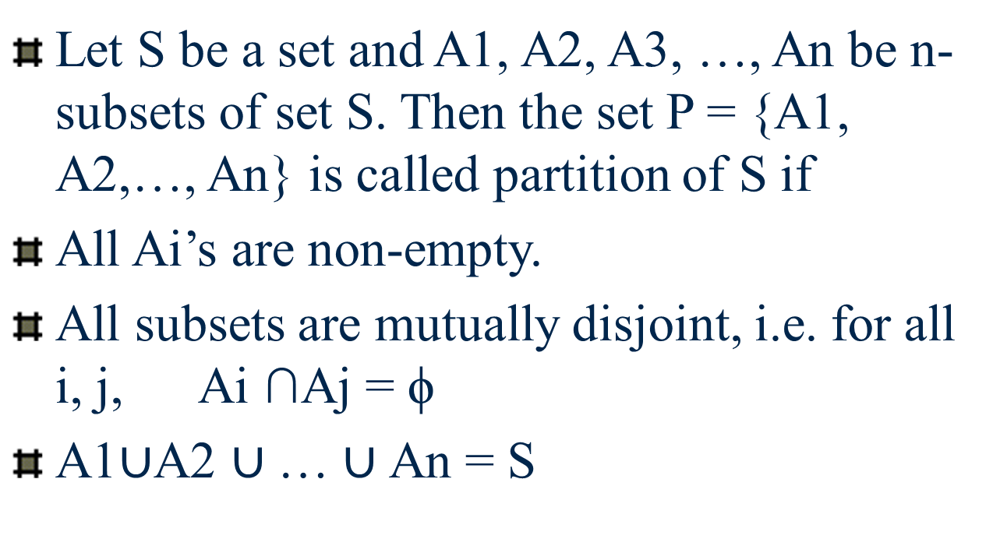 Let S be a set and A1, A2, A3, …, An be n-
subsets of set S. Then the set P = {A1,
A2,…, An} is called partition of S if
All Ai’s are non-empty.
All subsets are mutually disjoint, i.e. for all
i, j, Ai ∩Aj = ϕ
A1∪A2 ∪ … ∪ An = S